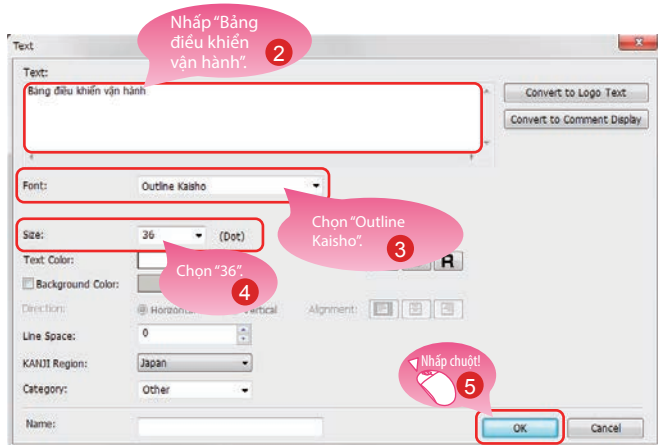 Nhấp “Bảng
điều khiển
vận hành”.
2
Text
Text:
Bảng điều khiển vận hành
Convert to Logo Text
Convert to Comment Display
Font:
Outline Kaisho
Size:
36
(Dot)
Chọn “Outline
Kaisho”.
3
Text Color:
R
Chọn “36”.
4
Background Color:
Direction:
Alignment:
Line Space:
0
KANJI Region:
Japan
Category:
Other
Nhấp chuột!
5
Name:
OK
Cancel